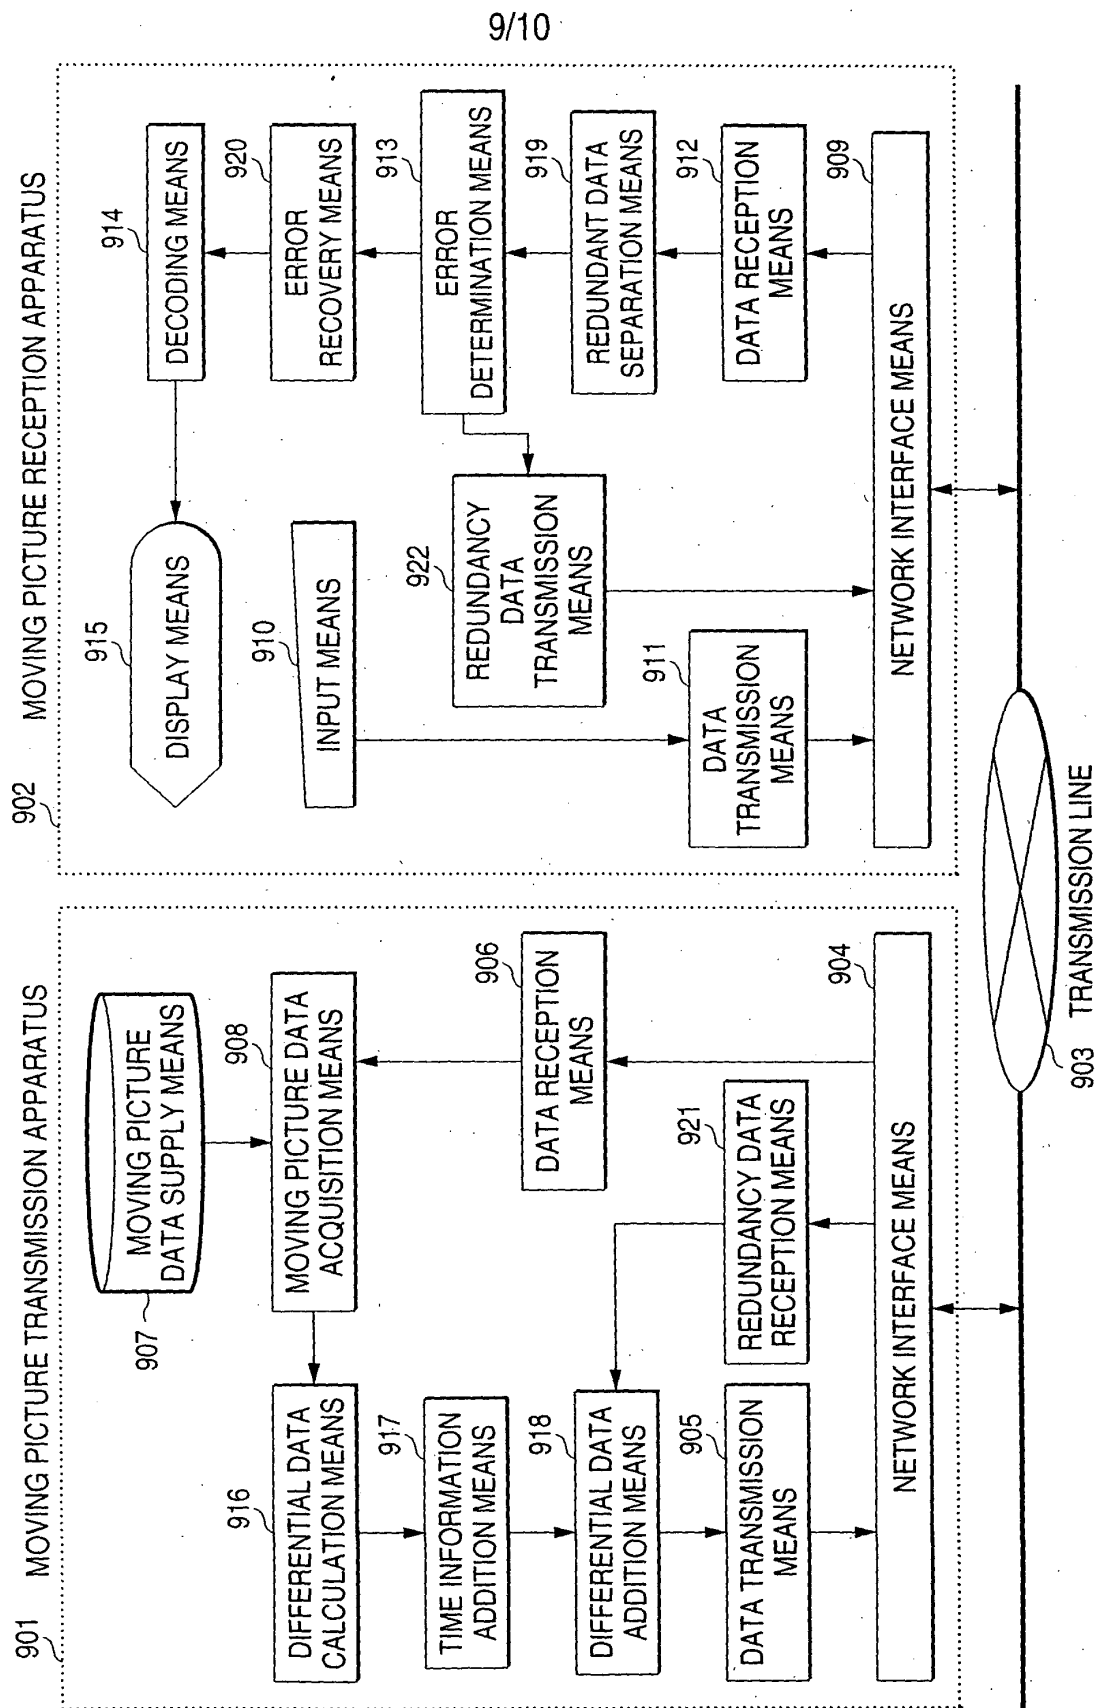 9/10
901
MOVING PICTURE TRANSMISSION APPARATUS
907
MOVING PICTURE
DATA SUPPLY MEANS
916
DIFFERENTIAL DATA
CALCULATION MEANS
908
MOVING PICTURE DATA
ACQUISITION MEANS
917
TIME INFORMATION
ADDITION MEANS
918
DIFFERENTIAL DATA
ADDITION MEANS
906
DATA RECEPTION
MEANS
905
DATA TRANSMISSION
MEANS
921
REDUNDANCY DATA
RECEPTION MEANS
904
NETWORK INTERFACE MEANS
902
MOVING PICTURE RECEPTION APPARATUS
915
DISPLAY MEANS
914
DECODING MEANS
910
INPUT MEANS
920
ERROR
RECOVERY MEANS
922
REDUNDANCY
DATA
TRANSMISSION
MEANS
913
ERROR
DETERMINATION MEANS
919
REDUNDANT DATA
SEPARATION MEANS
911
DATA
TRANSMISSION
MEANS
912
DATA RECEPTION
MEANS
909
NETWORK INTERFACE MEANS
903
TRANSMISSION LINE